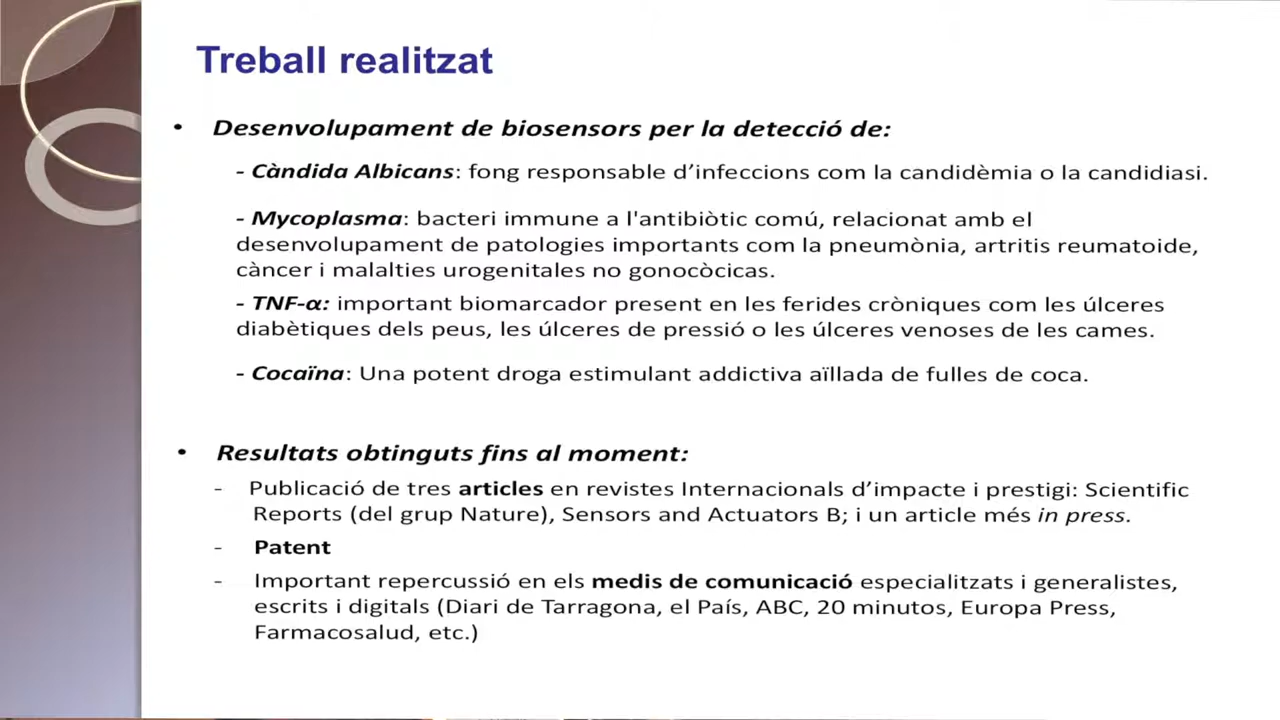 Treball realitzat
• Desenvolupament de biosensors per la detecció de:
- Càndida Albicans: fong responsable d’infeccions com la candidèmia o la candidiasi.
- Mycoplasma: bacteri immune a l'antibiòtic comú, relacionat amb el
desenvolupament de patologies importants com la pneumònia, artritis reumatoide,
càncer i malalties urogenitales no gonocòcicas.
- TNF-α: important biomarcador present en les ferides cròniques com les úlceres
diabètiques dels peus, les úlceres de pressió o les úlceres venoses de les cames.
- Cocaïna: Una potent droga estimulant addictiva aïllada de fulles de coca.
• Resultats obtinguts fins al moment:
- Publicació de tres articles en revistes Internacionals d’impacte i prestigi: Scientific
Reports (del grup Nature), Sensors and Actuators B; i un article més in press.
- Patent
- Important repercussió en els medis de comunicació especialitzats i generalistes,
escrits i digitals (Diari de Tarragona, el País, ABC, 20 minutos, Europa Press,
Farmacosalud, etc.)